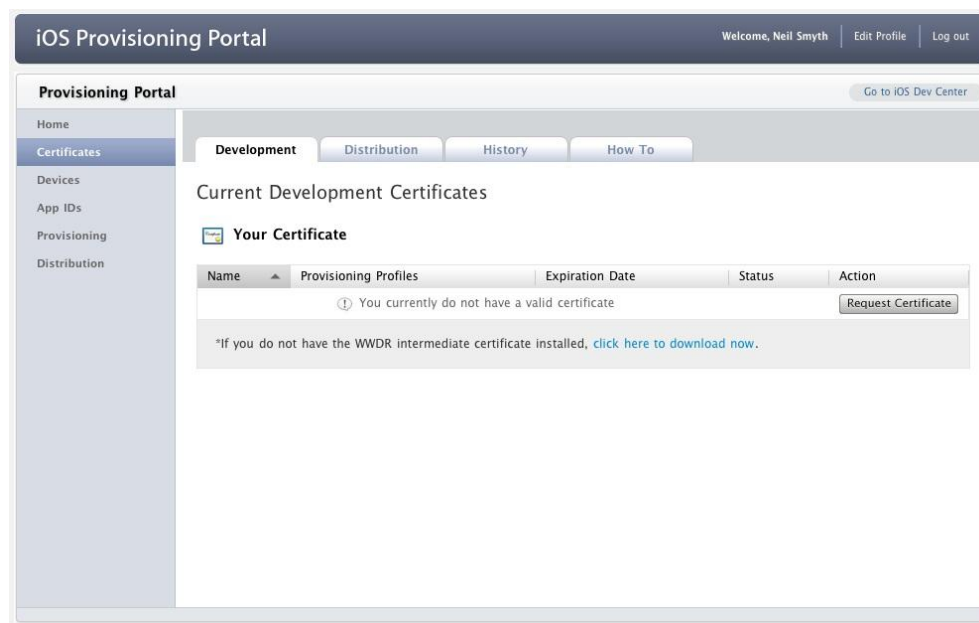 iOS Provisioning Portal
Welcome, Neil Smyth
Edit Profile
Log out
Provisioning Portal
Go to iOS Dev Center
Home
Certificates
Devices
App IDs
Provisioning
Distribution
Development
Distribution
History
How To
Current Development Certificates
Your Certificate
Name
Provisioning Profiles
Expiration Date
Status
Action
You currently do not have a valid certificate
Request Certificate
*If you do not have the WWDR intermediate certificate installed, click here to download now.